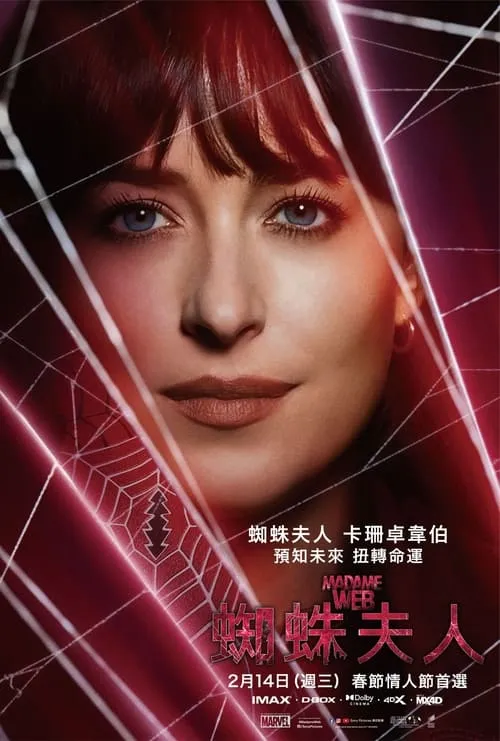 蜘蛛夫人 卡珊卓韋伯
預知未來 扭轉命運
MADAME
WEB
蜘蛛夫人
2月14日(週三) 春節情人節首選
IMAX · D-BOX · Dolby CINEMA · 4DX · MX4D
MARVEL